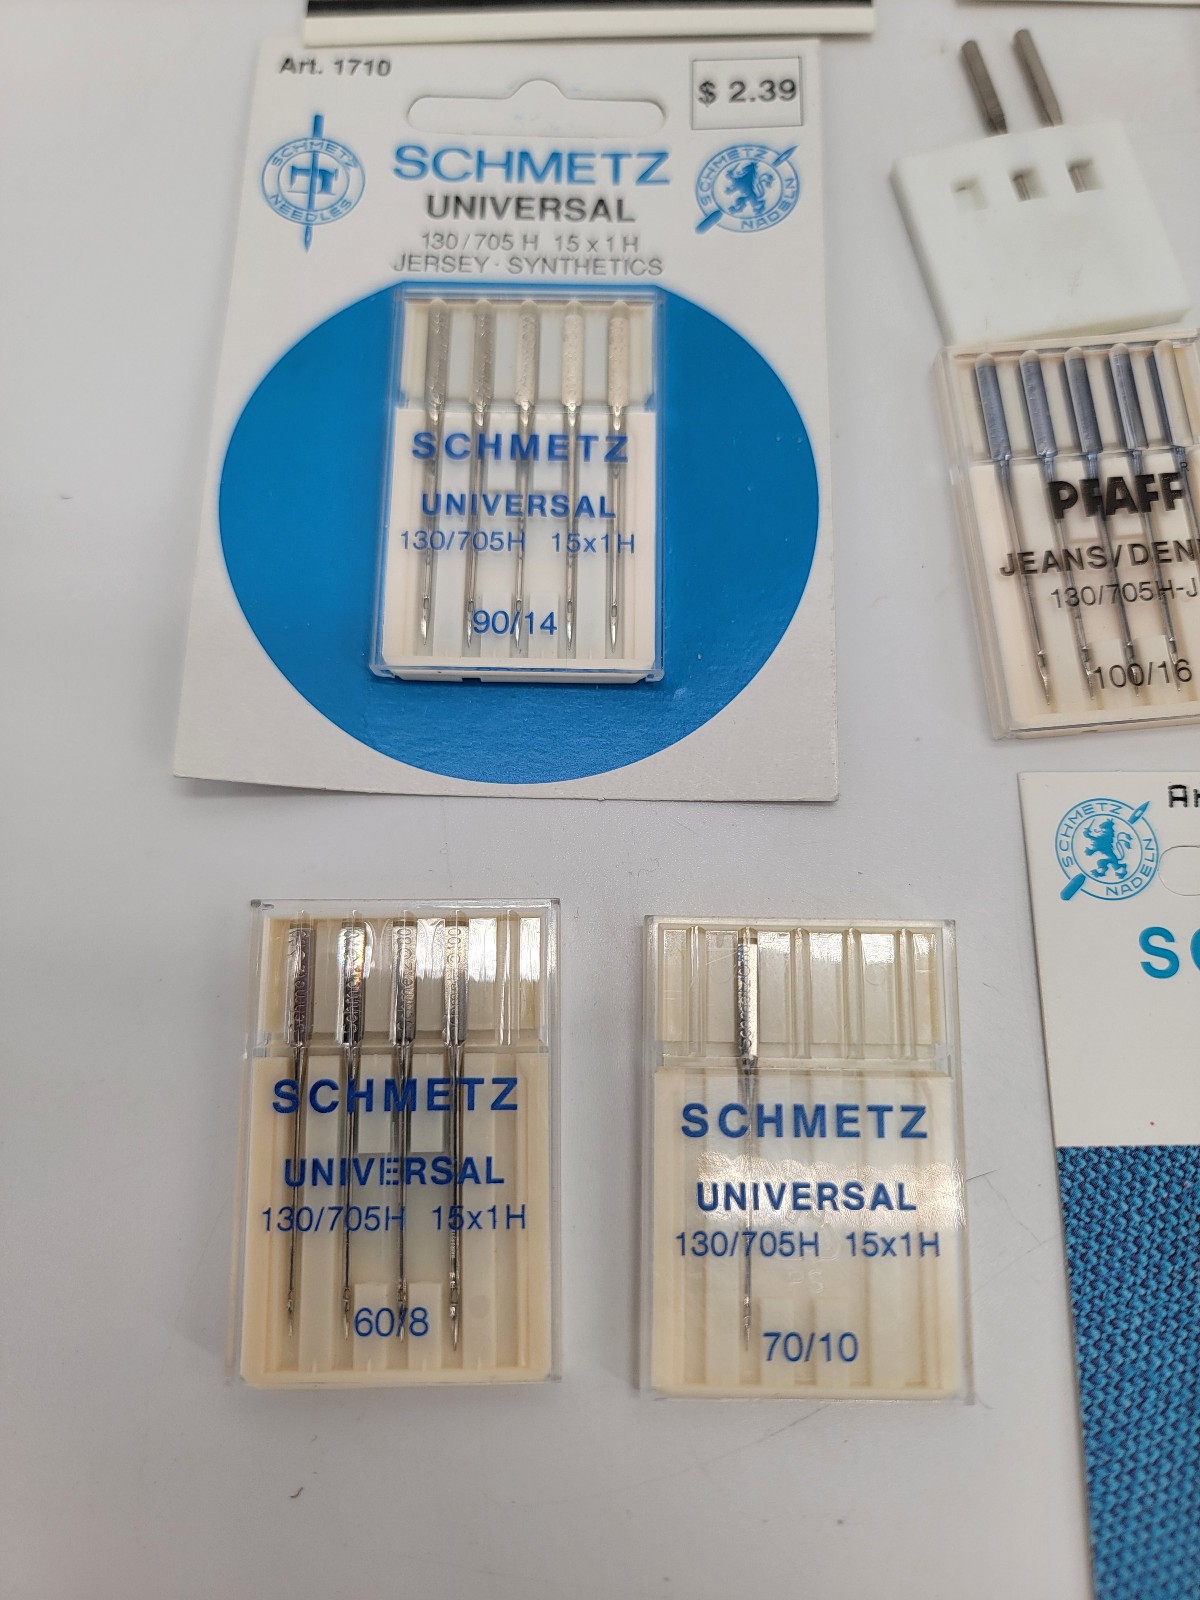 Art. 1710
$ 2.39
SCHMETZ
NEEDLES
SCHMETZ
UNIVERSAL
130/705 H 15 x 1 H
JERSEY · SYNTHETICS
SCHMETZ
NADELN
SCHMETZ
UNIVERSAL
130/705H 15x1H
90/14
PFAFF
JEANS/DEN
130/705H-J
100/16
SCHMETZ
NADELN
SCHMETZ
UNIVERSAL
130/705H 15x1H
60/8
SCHMETZ
UNIVERSAL
130/705H 15x1H
70/10